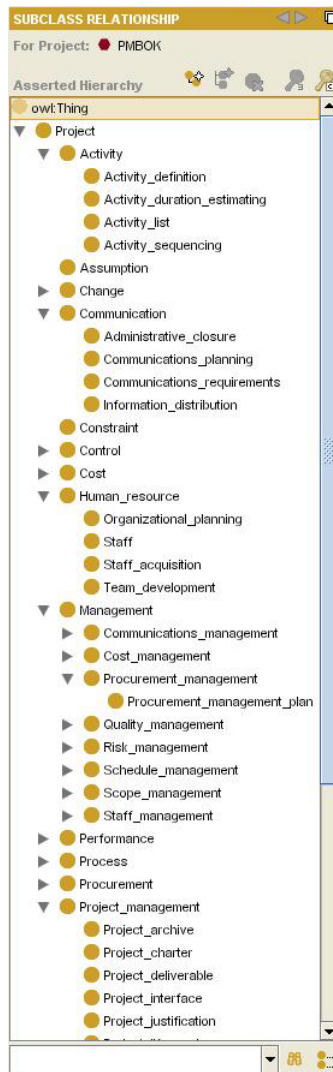 SUBCLASS RELATIONSHIP
For Project: PMBOK
Asserted Hierarchy
owl:Thing
Project
Activity
Activity_definition
Activity_duration_estimating
Activity_list
Activity_sequencing
Assumption
Change
Communication
Administrative_closure
Communications_planning
Communications_requirements
Information_distribution
Constraint
Control
Cost
Human_resource
Organizational_planning
Staff
Staff_acquisition
Team_development
Management
Communications_management
Cost_management
Procurement_management
Procurement_management_plan
Quality_management
Risk_management
Schedule_management
Scope_management
Staff_management
Performance
Process
Procurement
Project_management
Project_archive
Project_charter
Project_deliverable
Project_interface
Project_justification